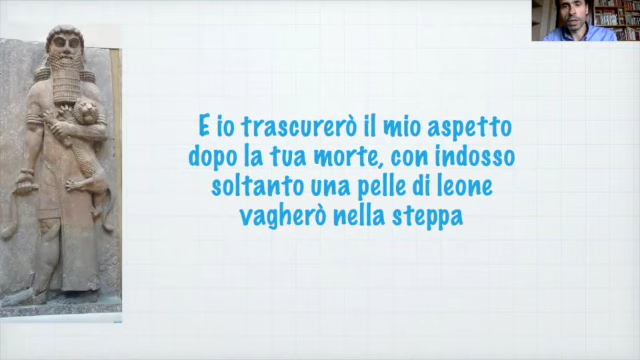 E io trascurerò il mio aspetto
dopo la tua morte, con indosso
soltanto una pelle di leone
vagherò nella steppa